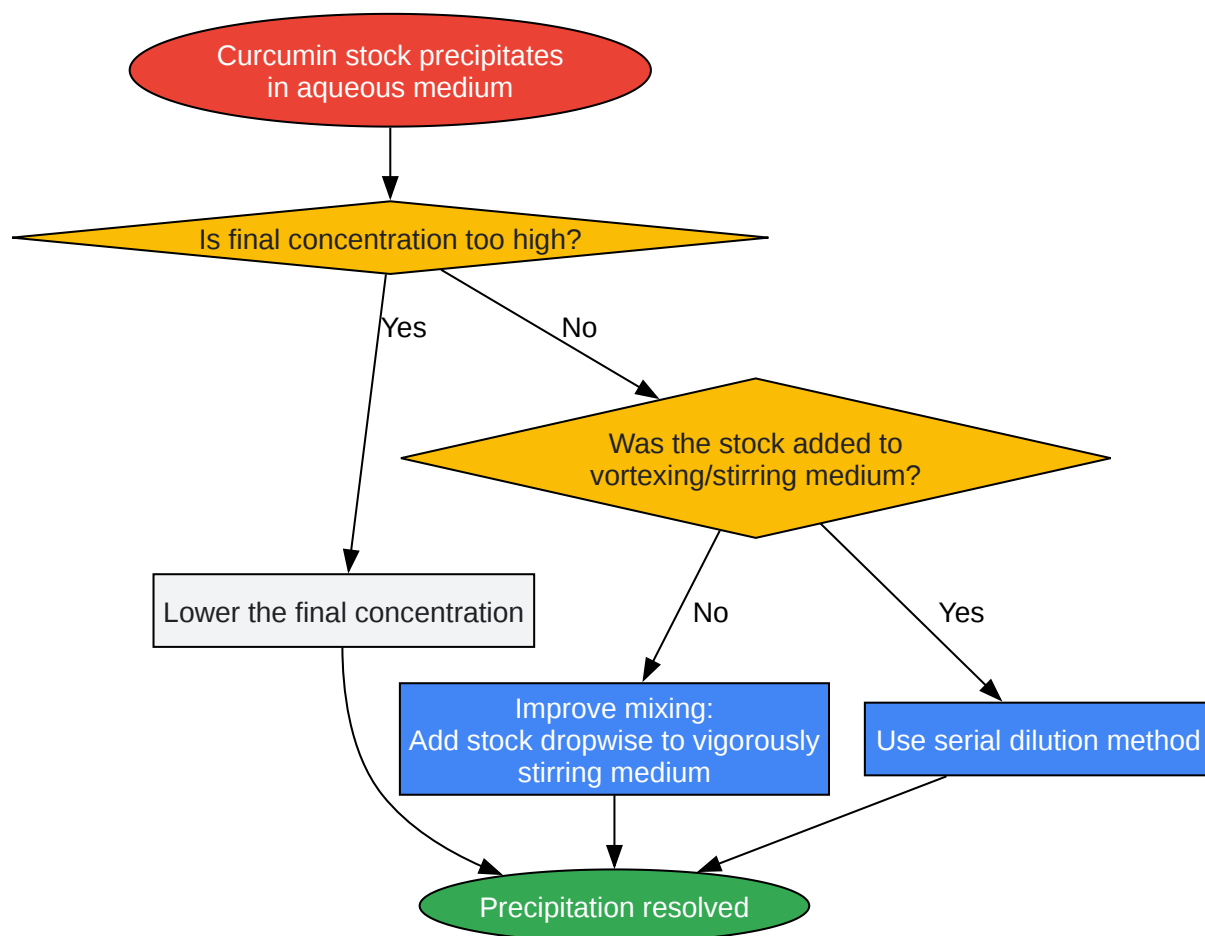 Curcumin stock precipitates
in aqueous medium
Is final concentration too high?
Yes
No
Was the stock added to
vortexing/stirring medium?
Lower the final concentration
No
Yes
Improve mixing:
Add stock dropwise to vigorously
stirring medium
Use serial dilution method
Precipitation resolved